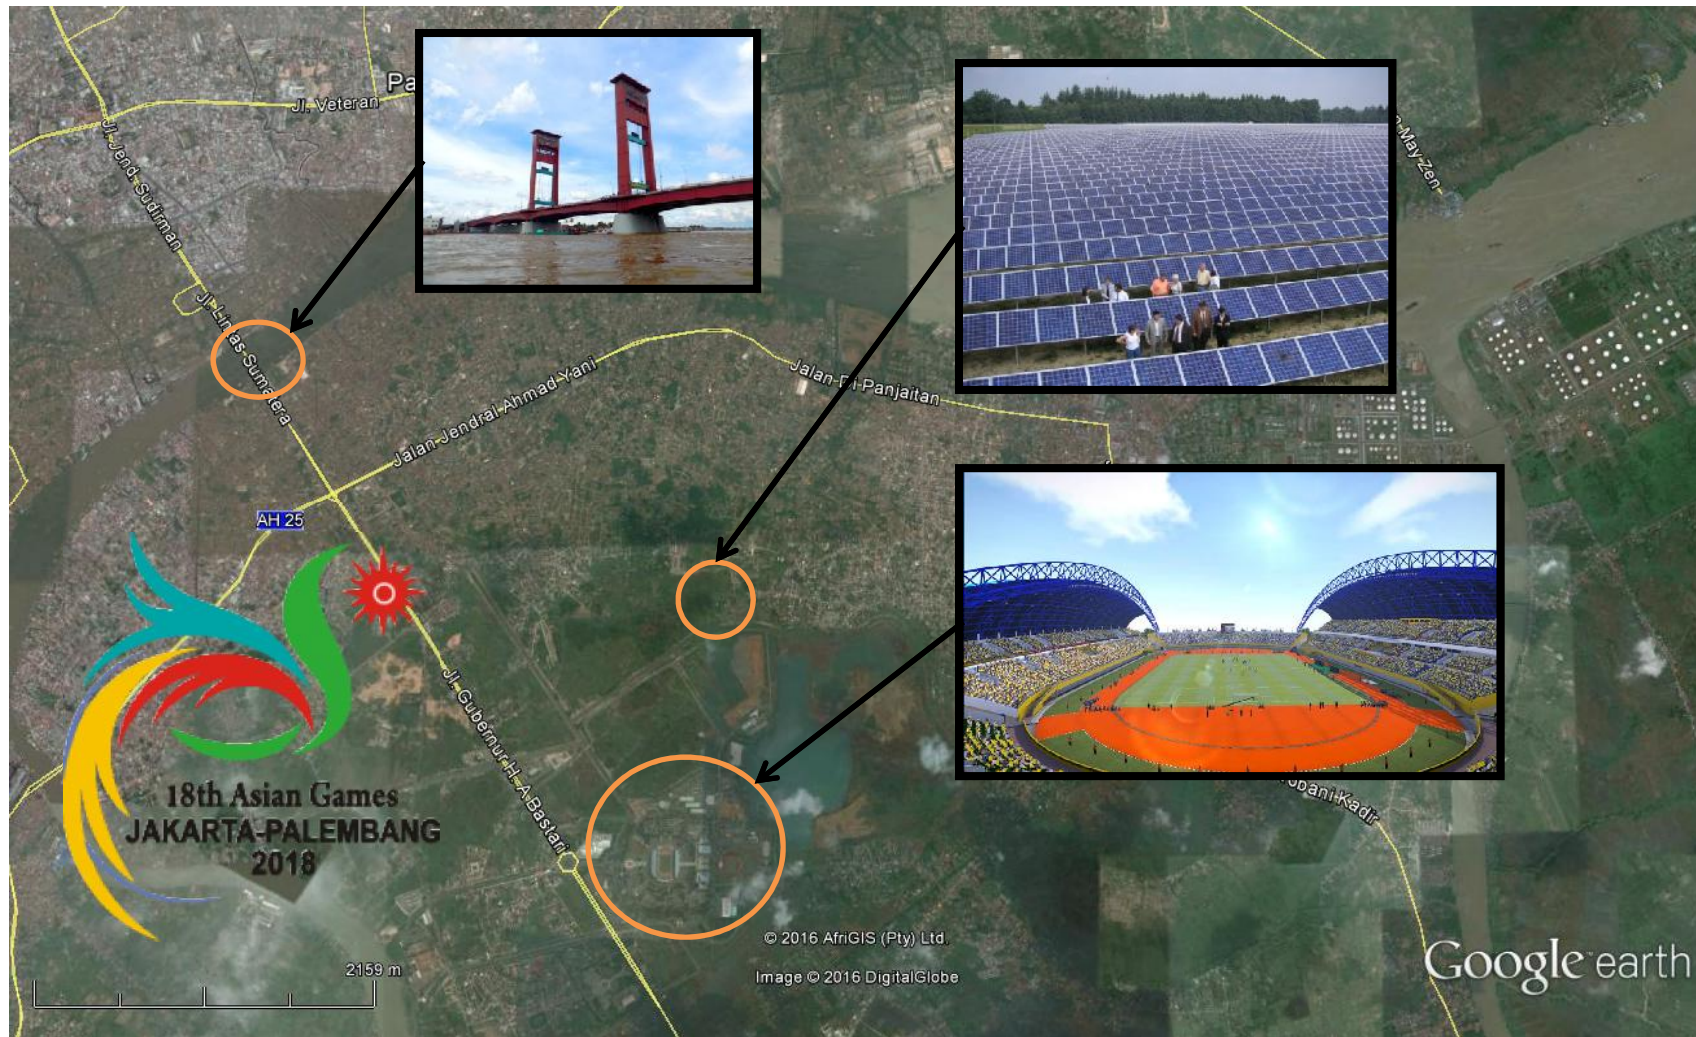 Pa
Jl. Veteran
Jl. Jend. Sudirman
May Zen
Jl. Lintas Sumatera
Jalan Jendral Ahmad Yani
Jalan Di Panjaitan
AH 25
Jl. Gubernur H. A Bastari
18th Asian Games
JAKARTA-PALEMBANG
2018
Kadir
© 2016 AfriGIS (Pty) Ltd.
2159 m
Image © 2016 DigitalGlobe
Google earth